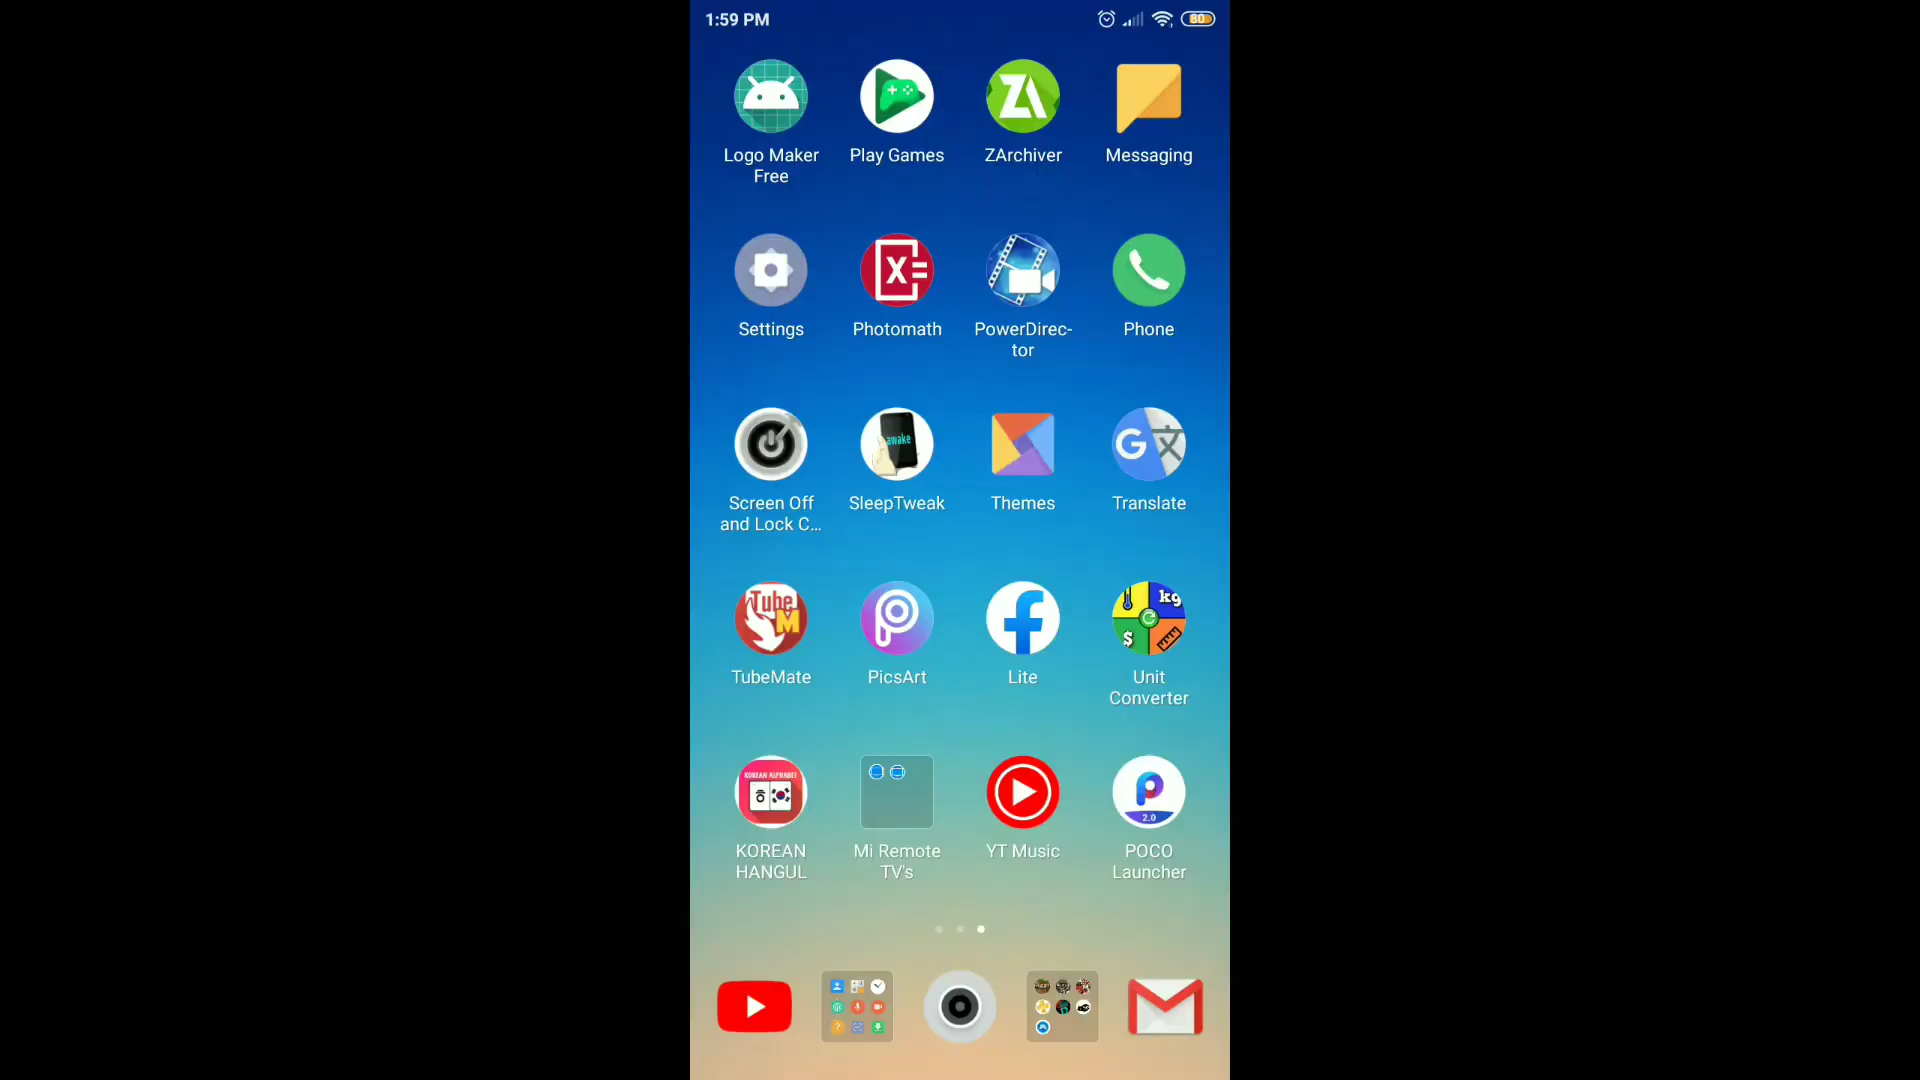 1:59 PM
80
Logo Maker
Free
Play Games
ZArchiver
Messaging
Settings
Photomath
PowerDirec-
tor
Phone
awake
Screen Off
and Lock C...
SleepTweak
Themes
Translate
Tube
M
kg
$
TubeMate
PicsArt
Lite
Unit
Converter
KOREAN ALPHABET
ㅎ
2.0
KOREAN
HANGUL
Mi Remote
TV's
YT Music
POCO
Launcher